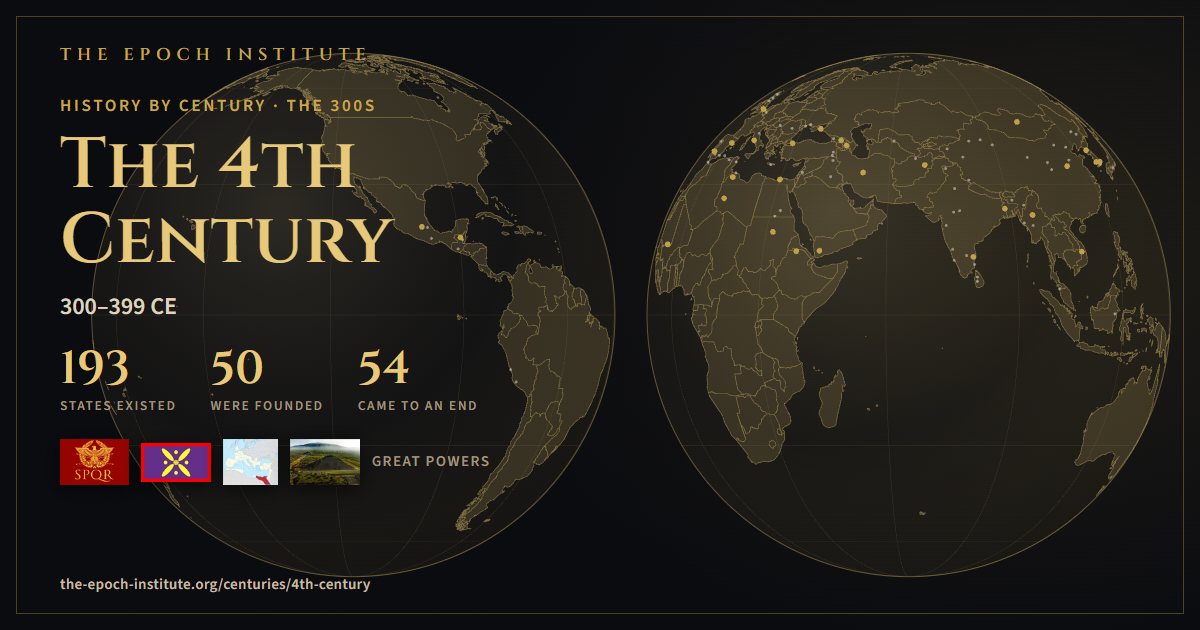 THE EPOCH INSTITUTE
HISTORY BY CENTURY · THE 300S
THE 4TH
CENTURY
300–399 CE
193 50 54
STATES EXISTED WERE FOUNDED CAME TO AN END
SPQR
GREAT POWERS
the-epoch-institute.org/centuries/4th-century